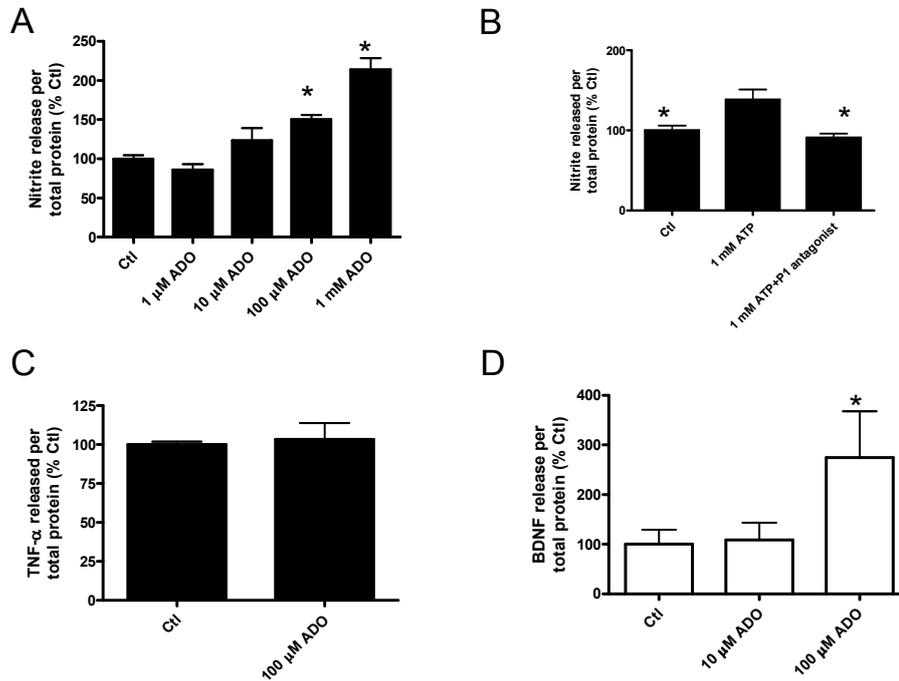 A
Nitrite release per
total protein (% Ctl)
250
200
150
100
50
0
*
*
Ctl
1 µM ADO
10 µM ADO
100 µM ADO
1 mM ADO
B
Nitrite released per
total protein (% Ctl)
200
100
0
*
*
Ctl
1 mM ATP
1 mM ATP+P1 antagonist
C
TNF-α released per
total protein (% Ctl)
125
100
75
50
25
0
Ctl
100 µM ADO
D
BDNF release per
total protein (% Ctl)
400
300
200
100
0
*
Ctl
10 µM ADO
100 µM ADO